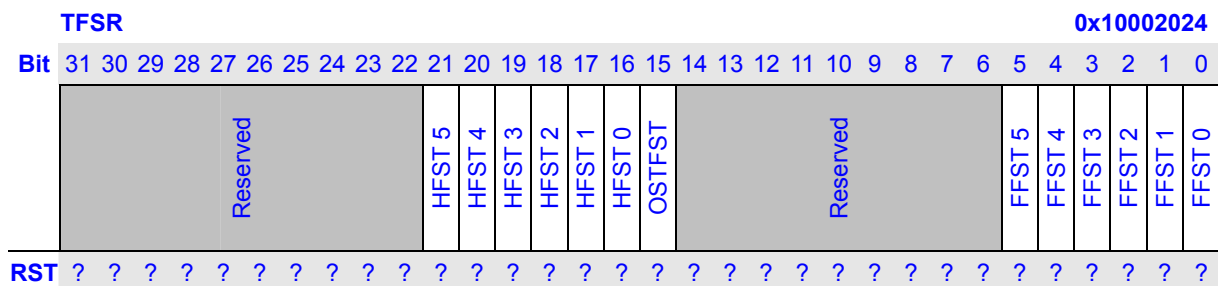 TFSR 0x10002024
Bit 31 30 29 28 27 26 25 24 23 22 21 20 19 18 17 16 15 14 13 12 11 10 9 8 7 6 5 4 3 2 1 0
Reserved HFST 5 HFST 4 HFST 3 HFST 2 HFST 1 HFST 0 OSTFST Reserved FFST 5 FFST 4 FFST 3 FFST 2 FFST 1 FFST 0
RST ? ? ? ? ? ? ? ? ? ? ? ? ? ? ? ? ? ? ? ? ? ? ? ? ? ? ? ? ? ? ? ?